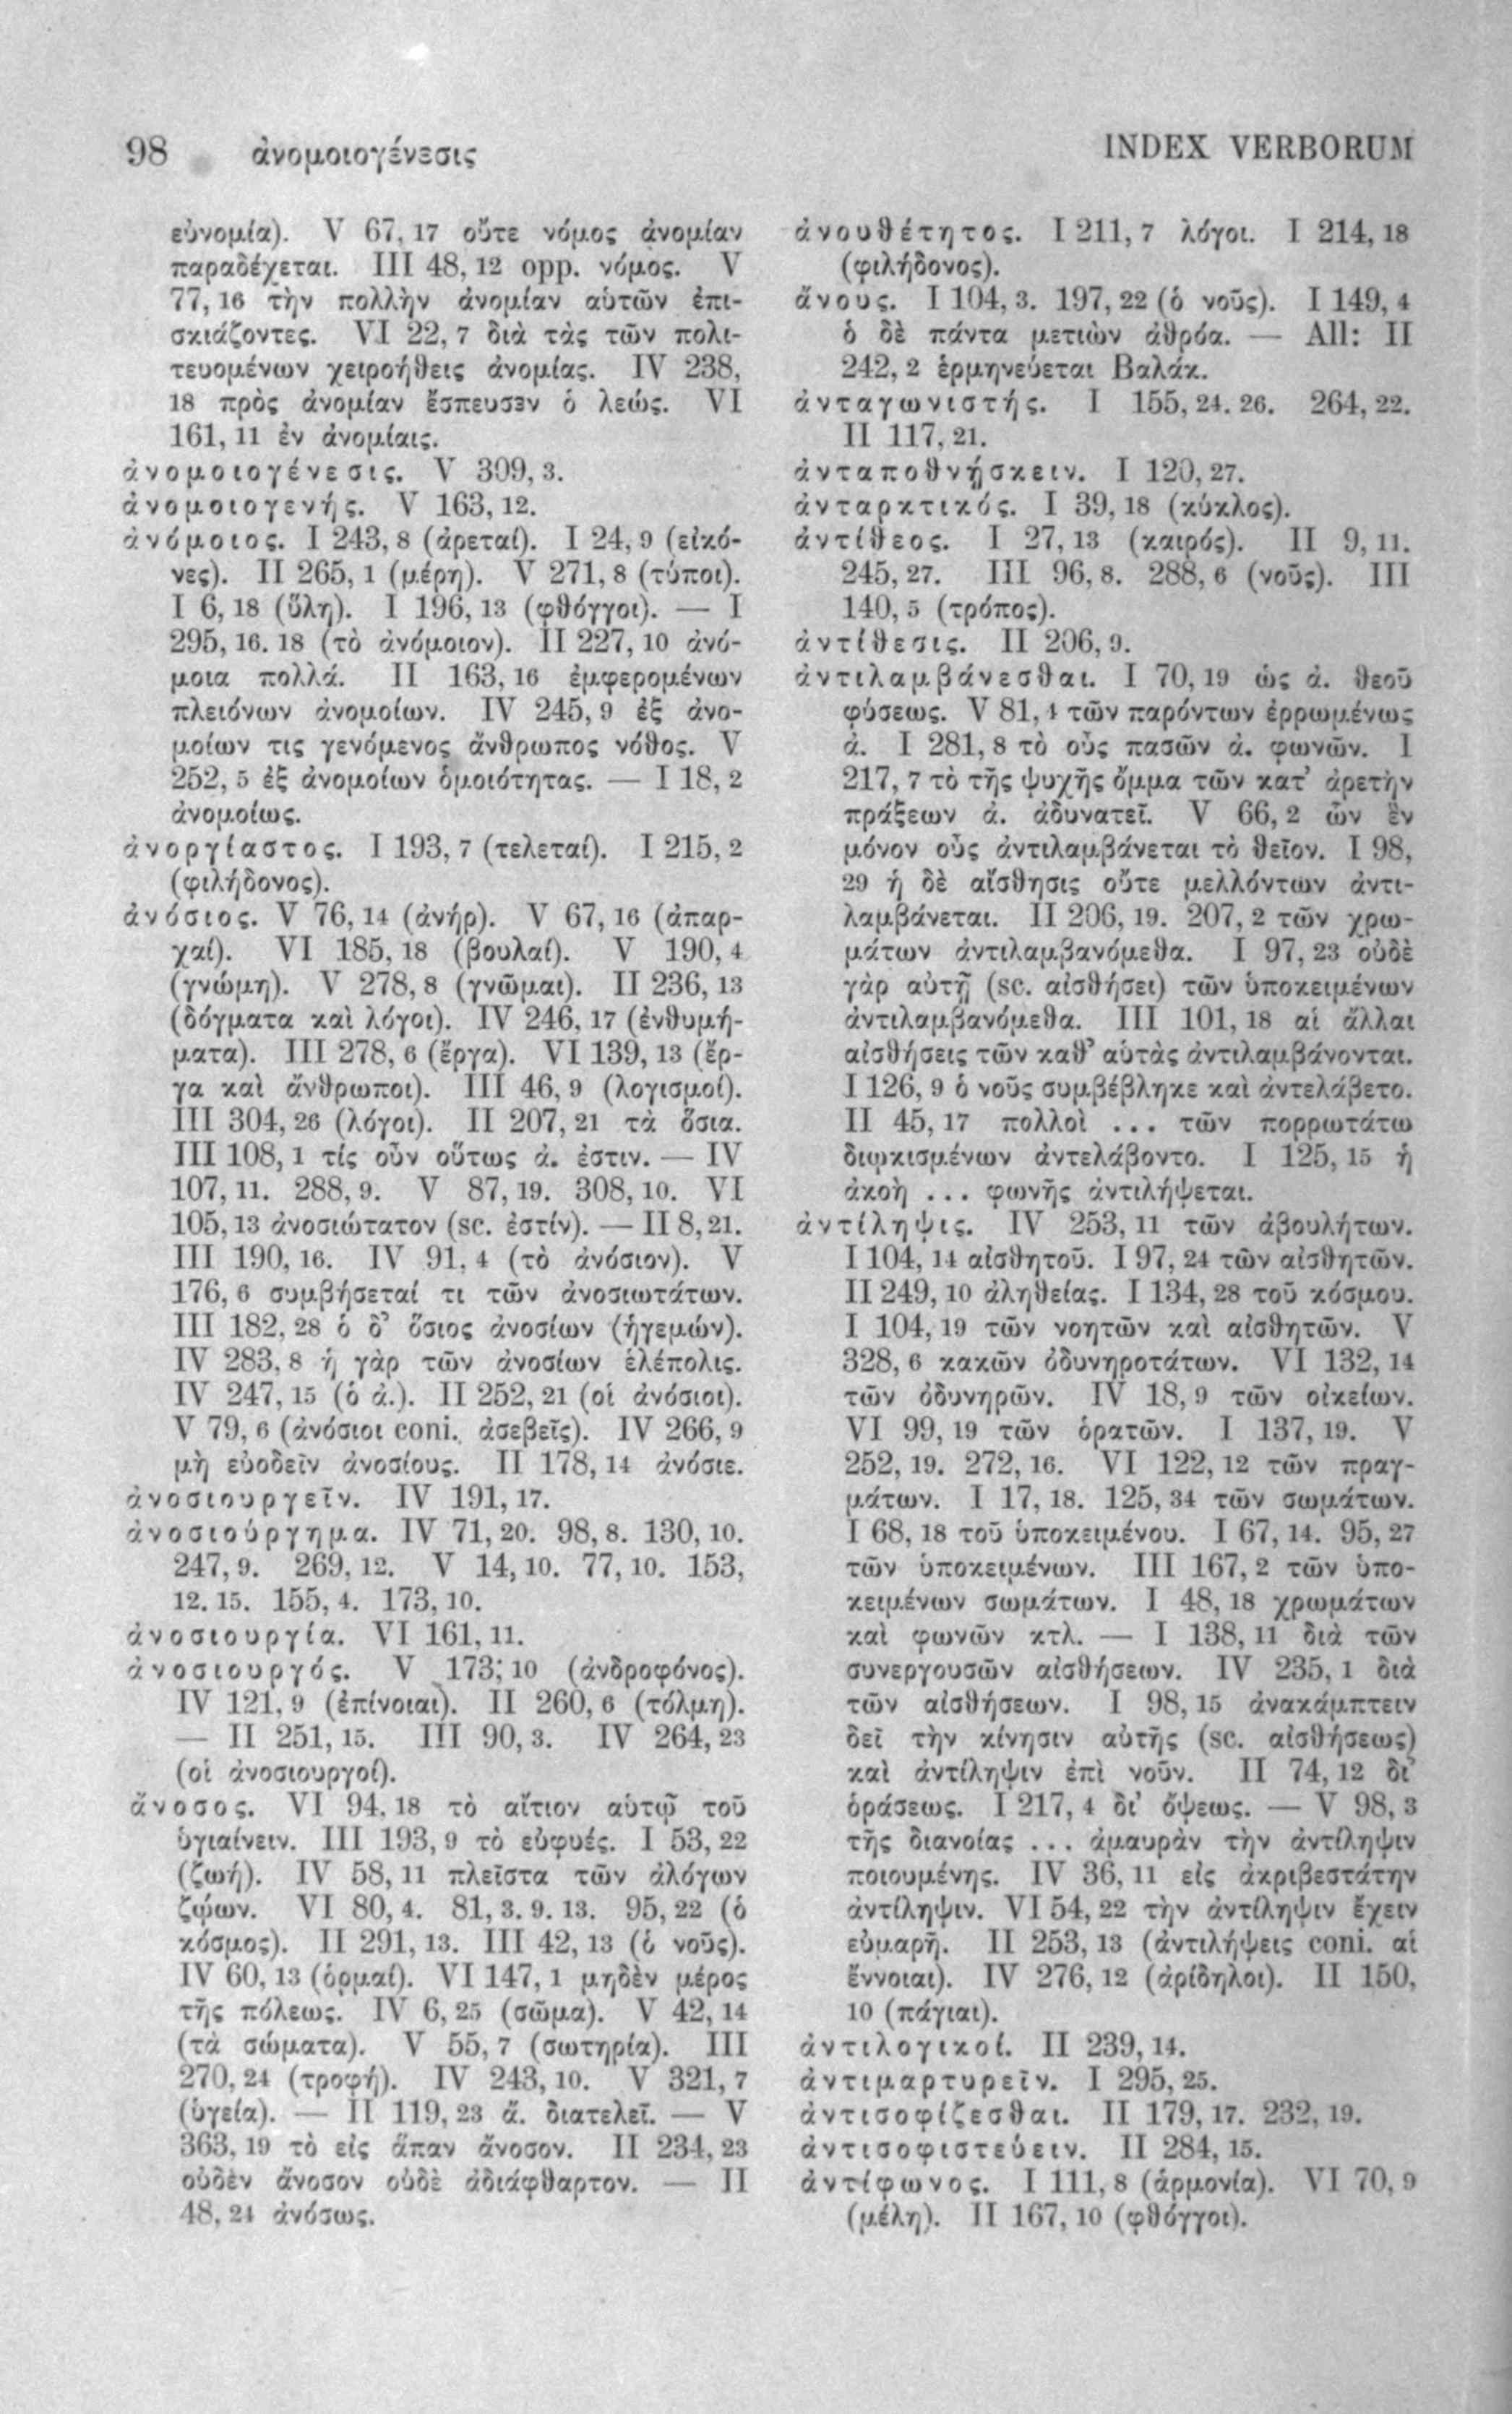 98 ἀνομοιογένεσις INDEX VERBORUM
εὐνομία). V 67, 17 οὔτε νόμος ἀνομίαν
παραδέχεται. III 48, 12 opp. νόμος. V
77, 16 τὴν πολλὴν ἀνομίαν αὑτῶν ἐπι-
σκιάζοντες. VI 22, 7 διὰ τὰς τῶν πολι-
τευομένων χειροήθεις ἀνομίας. IV 238,
18 πρὸς ἀνομίαν ἔσπευσεν ὁ λεώς. VI
161, 11 ἐν ἀνομίαις.
ἀνομοιογένεσις. V 309, 3.
ἀνομοιογενής. V 163, 12.
ἀνόμοιος. I 243, 8 (ἀρεταί). I 24, 9 (εἰκό-
νες). II 265, 1 (μέρη). V 271, 8 (τύποι).
I 6, 18 (ὕλη). I 196, 13 (φθόγγοι). — I
295, 16. 18 (τὸ ἀνόμοιον). II 227, 10 ἀνό-
μοια πολλά. II 163, 16 ἐμφερομένων
πλειόνων ἀνομοίων. IV 245, 9 ἐξ ἀνο-
μοίων τις γενόμενος ἄνθρωπος νόθος. V
252, 5 ἐξ ἀνομοίων ὁμοιότητας. — I 18, 2
ἀνομοίως.
ἀνοργίαστος. I 193, 7 (τελεταί). I 215, 2
(φιλήδονος).
ἀνόσιος. V 76, 14 (ἀνήρ). V 67, 16 (ἀπαρ-
χαί). VI 185, 18 (βουλαί). V 190, 4
(γνώμη). V 278, 8 (γνῶμαι). II 236, 13
(δόγματα καὶ λόγοι). IV 246, 17 (ἐνθυμή-
ματα). III 278, 6 (ἔργα). VI 139, 13 (ἔρ-
γα καὶ ἄνθρωποι). III 46, 9 (λογισμοί).
III 304, 26 (λόγοι). II 207, 21 τὰ ὅσια.
III 108, 1 τίς οὖν οὕτως ἀ. ἐστιν. — IV
107, 11. 288, 9. V 87, 19. 308, 10. VI
105, 13 ἀνοσιώτατον (sc. ἐστίν). — II 8, 21.
III 190, 16. IV 91, 4 (τὸ ἀνόσιον). V
176, 6 συμβήσεταί τι τῶν ἀνοσιωτάτων.
III 182, 28 ὁ δ’ ὅσιος ἀνοσίων (ἡγεμών).
IV 283, 8 ἡ γὰρ τῶν ἀνοσίων ἑλέπολις.
IV 247, 15 (ὁ ἀ.). II 252, 21 (οἱ ἀνόσιοι).
V 79, 6 (ἀνόσιοι coni. ἀσεβεῖς). IV 266, 9
μὴ εὐοδεῖν ἀνοσίους. II 178, 14 ἀνόσιε.
ἀνοσιουργεῖν. IV 191, 17.
ἀνοσιούργημα. IV 71, 20. 98, 8. 130, 10.
247, 9. 269, 12. V 14, 10. 77, 10. 153,
12. 15. 155, 4. 173, 10.
ἀνοσιουργία. VI 161, 11.
ἀνοσιουργός. V 173; 10 (ἀνδροφόνος).
IV 121, 9 (ἐπίνοιαι). II 260, 6 (τόλμη).
— II 251, 15. III 90, 3. IV 264, 23
(οἱ ἀνοσιουργοί).
ἄνοσος. VI 94, 18 τὸ αἴτιον αὑτῷ τοῦ
ὑγιαίνειν. III 193, 9 τὸ εὐφυές. I 53, 22
(ζωή). IV 58, 11 πλεῖστα τῶν ἀλόγων
ζῴων. VI 80, 4. 81, 3. 9. 13. 95, 22 (ὁ
κόσμος). II 291, 13. III 42, 13 (ὁ νοῦς).
IV 60, 13 (ὁρμαί). VI 147, 1 μηδὲν μέρος
τῆς πόλεως. IV 6, 25 (σῶμα). V 42, 14
(τὰ σώματα). V 55, 7 (σωτηρία). III
270, 24 (τροφή). IV 243, 10. V 321, 7
(ὑγεία). — II 119, 23 ἄ. διατελεῖ. — V
363, 19 τὸ εἰς ἅπαν ἄνοσον. II 234, 23
οὐδὲν ἄνοσον οὐδὲ ἀδιάφθαρτον. — II
48, 24 ἀνόσως.
ἀνουθέτητος. I 211, 7 λόγοι. I 214, 18
(φιλήδονος).
ἄνους. I 104, 3. 197, 22 (ὁ νοῦς). I 149, 4
ὁ δὲ πάντα μετιὼν ἀθρόα. — All: II
242, 2 ἑρμηνεύεται Βαλάκ.
ἀνταγωνιστής. I 155, 24. 26. 264, 22.
II 117, 21.
ἀνταποθνῄσκειν. I 120, 27.
ἀνταρκτικός. I 39, 18 (κύκλος).
ἀντίθεος. I 27, 13 (καιρός). II 9, 11.
245, 27. III 96, 8. 288, 6 (νοῦς). III
140, 5 (τρόπος).
ἀντίθεσις. II 206, 9.
ἀντιλαμβάνεσθαι. I 70, 19 ὡς ἀ. θεοῦ
φύσεως. V 81, 4 τῶν παρόντων ἐρρωμένως
ἀ. I 281, 8 τὸ οὖς πασῶν ἀ. φωνῶν. I
217, 7 τὸ τῆς ψυχῆς ὄμμα τῶν κατ’ ἀρετὴν
πράξεων ἀ. ἀδυνατεῖ. V 66, 2 ὧν ἓν
μόνον οὖς ἀντιλαμβάνεται τὸ θεῖον. I 98,
29 ἡ δὲ αἴσθησις οὔτε μελλόντων ἀντι-
λαμβάνεται. II 206, 19. 207, 2 τῶν χρω-
μάτων ἀντιλαμβανόμεθα. I 97, 23 οὐδὲ
γὰρ αὐτῇ (sc. αἰσθήσει) τῶν ὑποκειμένων
ἀντιλαμβανόμεθα. III 101, 18 αἱ ἄλλαι
αἰσθήσεις τῶν καθ’ αὑτὰς ἀντιλαμβάνονται.
I 126, 9 ὁ νοῦς συμβέβληκε καὶ ἀντελάβετο.
II 45, 17 πολλοὶ ... τῶν πορρωτάτω
διῳκισμένων ἀντελάβοντο. I 125, 15 ἡ
ἀκοὴ ... φωνῆς ἀντιλήψεται.
ἀντίληψις. IV 253, 11 τῶν ἀβουλήτων.
I 104, 14 αἰσθητοῦ. I 97, 24 τῶν αἰσθητῶν.
II 249, 10 ἀληθείας. I 134, 28 τοῦ κόσμου.
I 104, 19 τῶν νοητῶν καὶ αἰσθητῶν. V
328, 6 κακῶν ὀδυνηροτάτων. VI 132, 14
τῶν ὀδυνηρῶν. IV 18, 9 τῶν οἰκείων.
VI 99, 19 τῶν ὁρατῶν. I 137, 19. V
252, 19. 272, 16. VI 122, 12 τῶν πραγ-
μάτων. I 17, 18. 125, 34 τῶν σωμάτων.
I 68, 18 τοῦ ὑποκειμένου. I 67, 14. 95, 27
τῶν ὑποκειμένων. III 167, 2 τῶν ὑπο-
κειμένων σωμάτων. I 48, 18 χρωμάτων
καὶ φωνῶν κτλ. — I 138, 11 διὰ τῶν
συνεργουσῶν αἰσθήσεων. IV 235, 1 διὰ
τῶν αἰσθήσεων. I 98, 15 ἀνακάμπτειν
δεῖ τὴν κίνησιν αὐτῆς (sc. αἰσθήσεως)
καὶ ἀντίληψιν ἐπὶ νοῦν. II 74, 12 δι’
ὁράσεως. I 217, 4 δι’ ὄψεως. — V 98, 3
τῆς διανοίας ... ἀμαυρὰν τὴν ἀντίληψιν
ποιουμένης. IV 36, 11 εἰς ἀκριβεστάτην
ἀντίληψιν. VI 54, 22 τὴν ἀντίληψιν ἔχειν
εὐμαρῆ. II 253, 13 (ἀντιλήψεις coni. αἱ
ἔννοιαι). IV 276, 12 (ἀρίδηλοι). II 150,
10 (πάγιαι).
ἀντιλογικοί. II 239, 14.
ἀντιμαρτυρεῖν. I 295, 25.
ἀντισοφίζεσθαι. II 179, 17. 232, 19.
ἀντισοφιστεύειν. II 284, 15.
ἀντίφωνος. I 111, 8 (ἁρμονία). VI 70, 9
(μέλη). II 167, 10 (φθόγγοι).